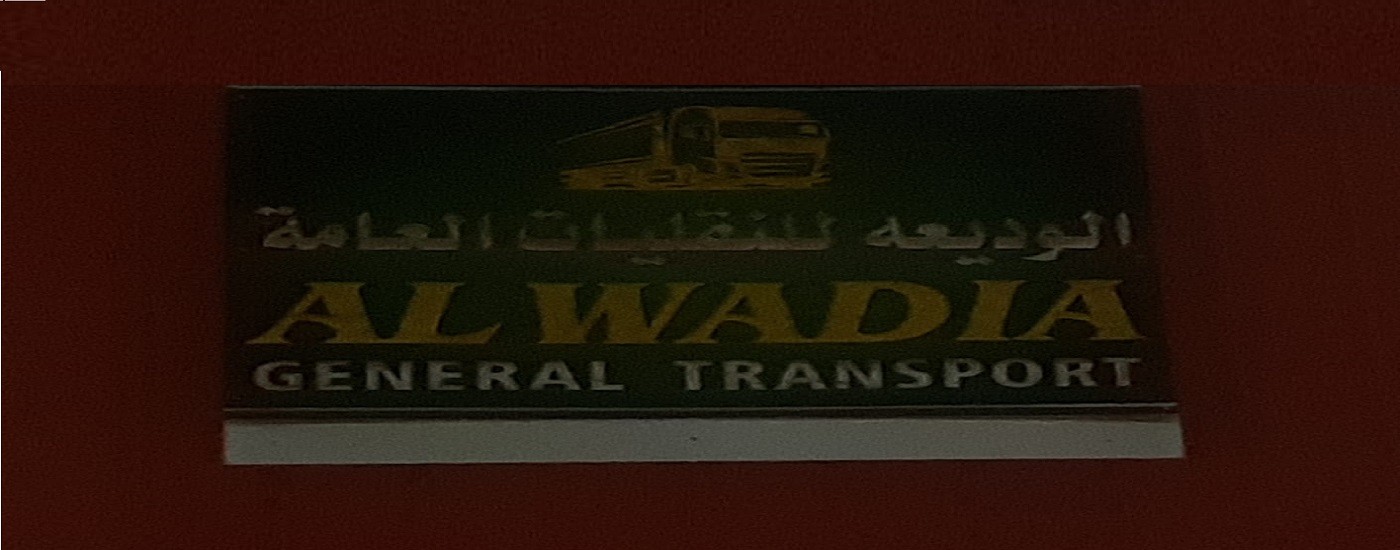 الوديعه للنقليات العامة
AL WADIA
GENERAL TRANSPORT